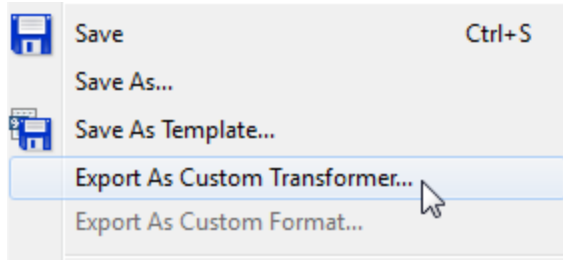 Save Ctrl+S
Save As...
Save As Template...
Export As Custom Transformer...
Export As Custom Format...